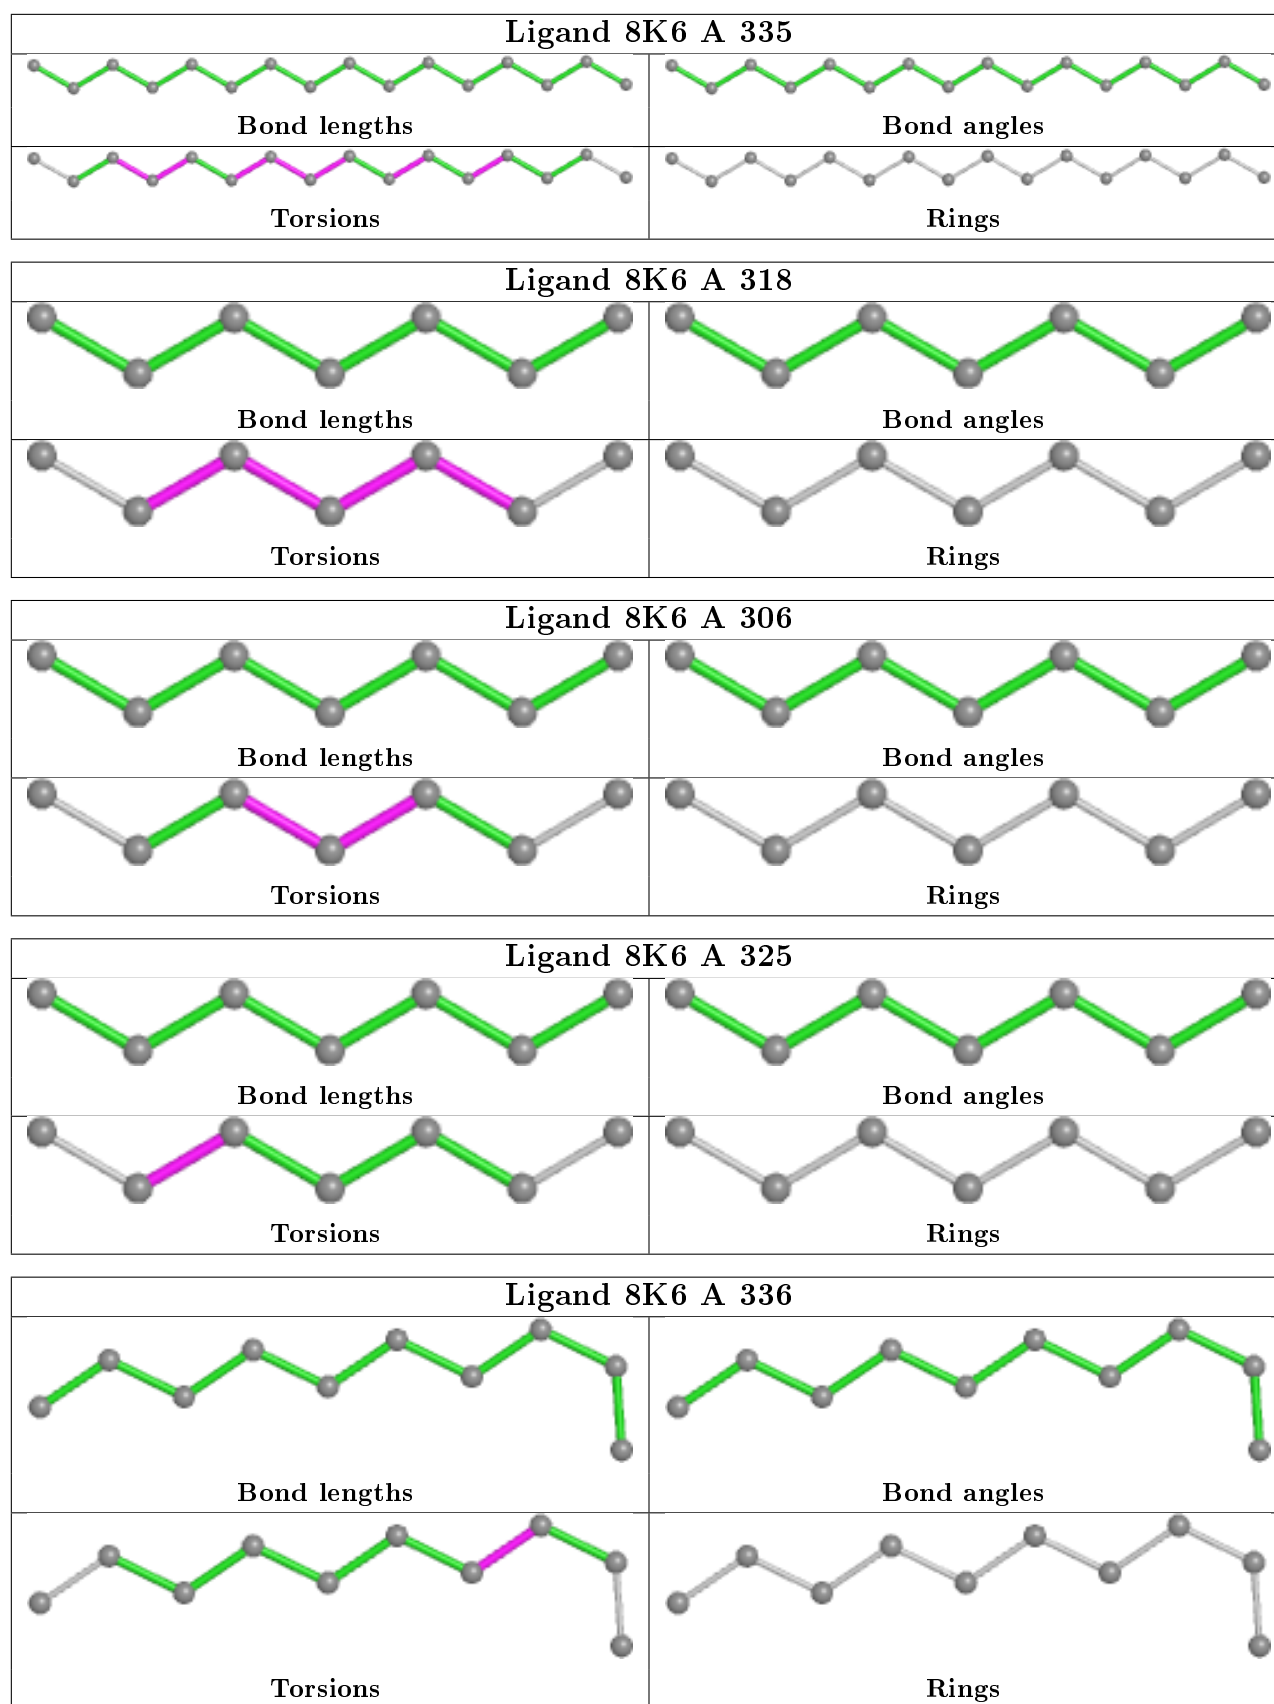 Ligand 8K6 A 335
Bond lengths
Bond angles
Torsions
Rings
Ligand 8K6 A 318
Bond lengths
Bond angles
Torsions
Rings
Ligand 8K6 A 306
Bond lengths
Bond angles
Torsions
Rings
Ligand 8K6 A 325
Bond lengths
Bond angles
Torsions
Rings
Ligand 8K6 A 336
Bond lengths
Bond angles
Torsions
Rings